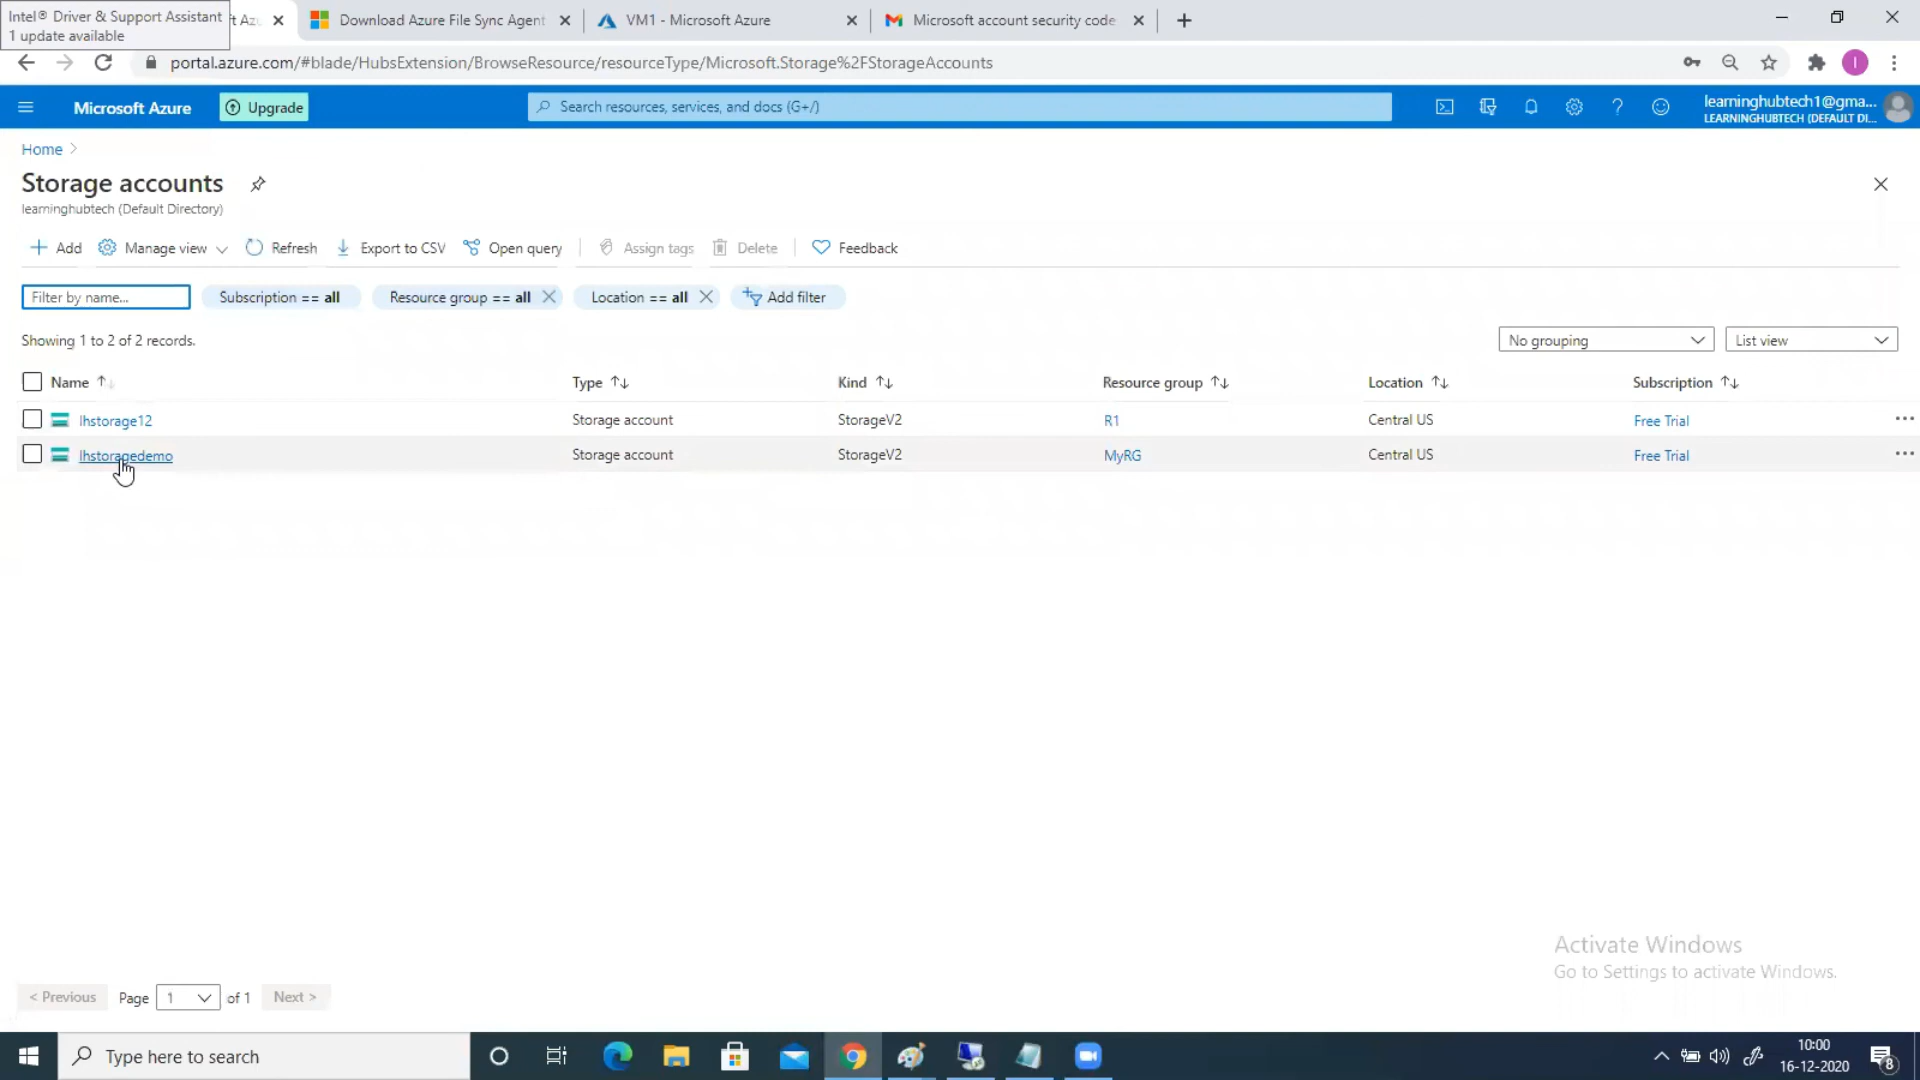 Intel® Driver & Support Assistant
1 update available
t Azu
Download Azure File Sync Agent
VM1 - Microsoft Azure
Microsoft account security code
portal.azure.com/#blade/HubsExtension/BrowseResource/resourceType/Microsoft.Storage%2FStorageAccounts
I
Microsoft Azure
Upgrade
Search resources, services, and docs (G+/)
learninghubtech1@gma...
LEARNINGHUBTECH (DEFAULT DI...
Home >
Storage accounts
learninghubtech (Default Directory)
Add
Manage view
Refresh
Export to CSV
Open query
Assign tags
Delete
Feedback
Filter by name...
Subscription == all
Resource group == all
Location == all
Add filter
Showing 1 to 2 of 2 records.
No grouping
List view
Name Type Kind Resource group Location Subscription
lhstorage12 Storage account StorageV2 R1 Central US Free Trial
lhstoragedemo Storage account StorageV2 MyRG Central US Free Trial
Activate Windows
Go to Settings to activate Windows.
< Previous Page 1 of 1 Next >
Type here to search
10:00
16-12-2020
8